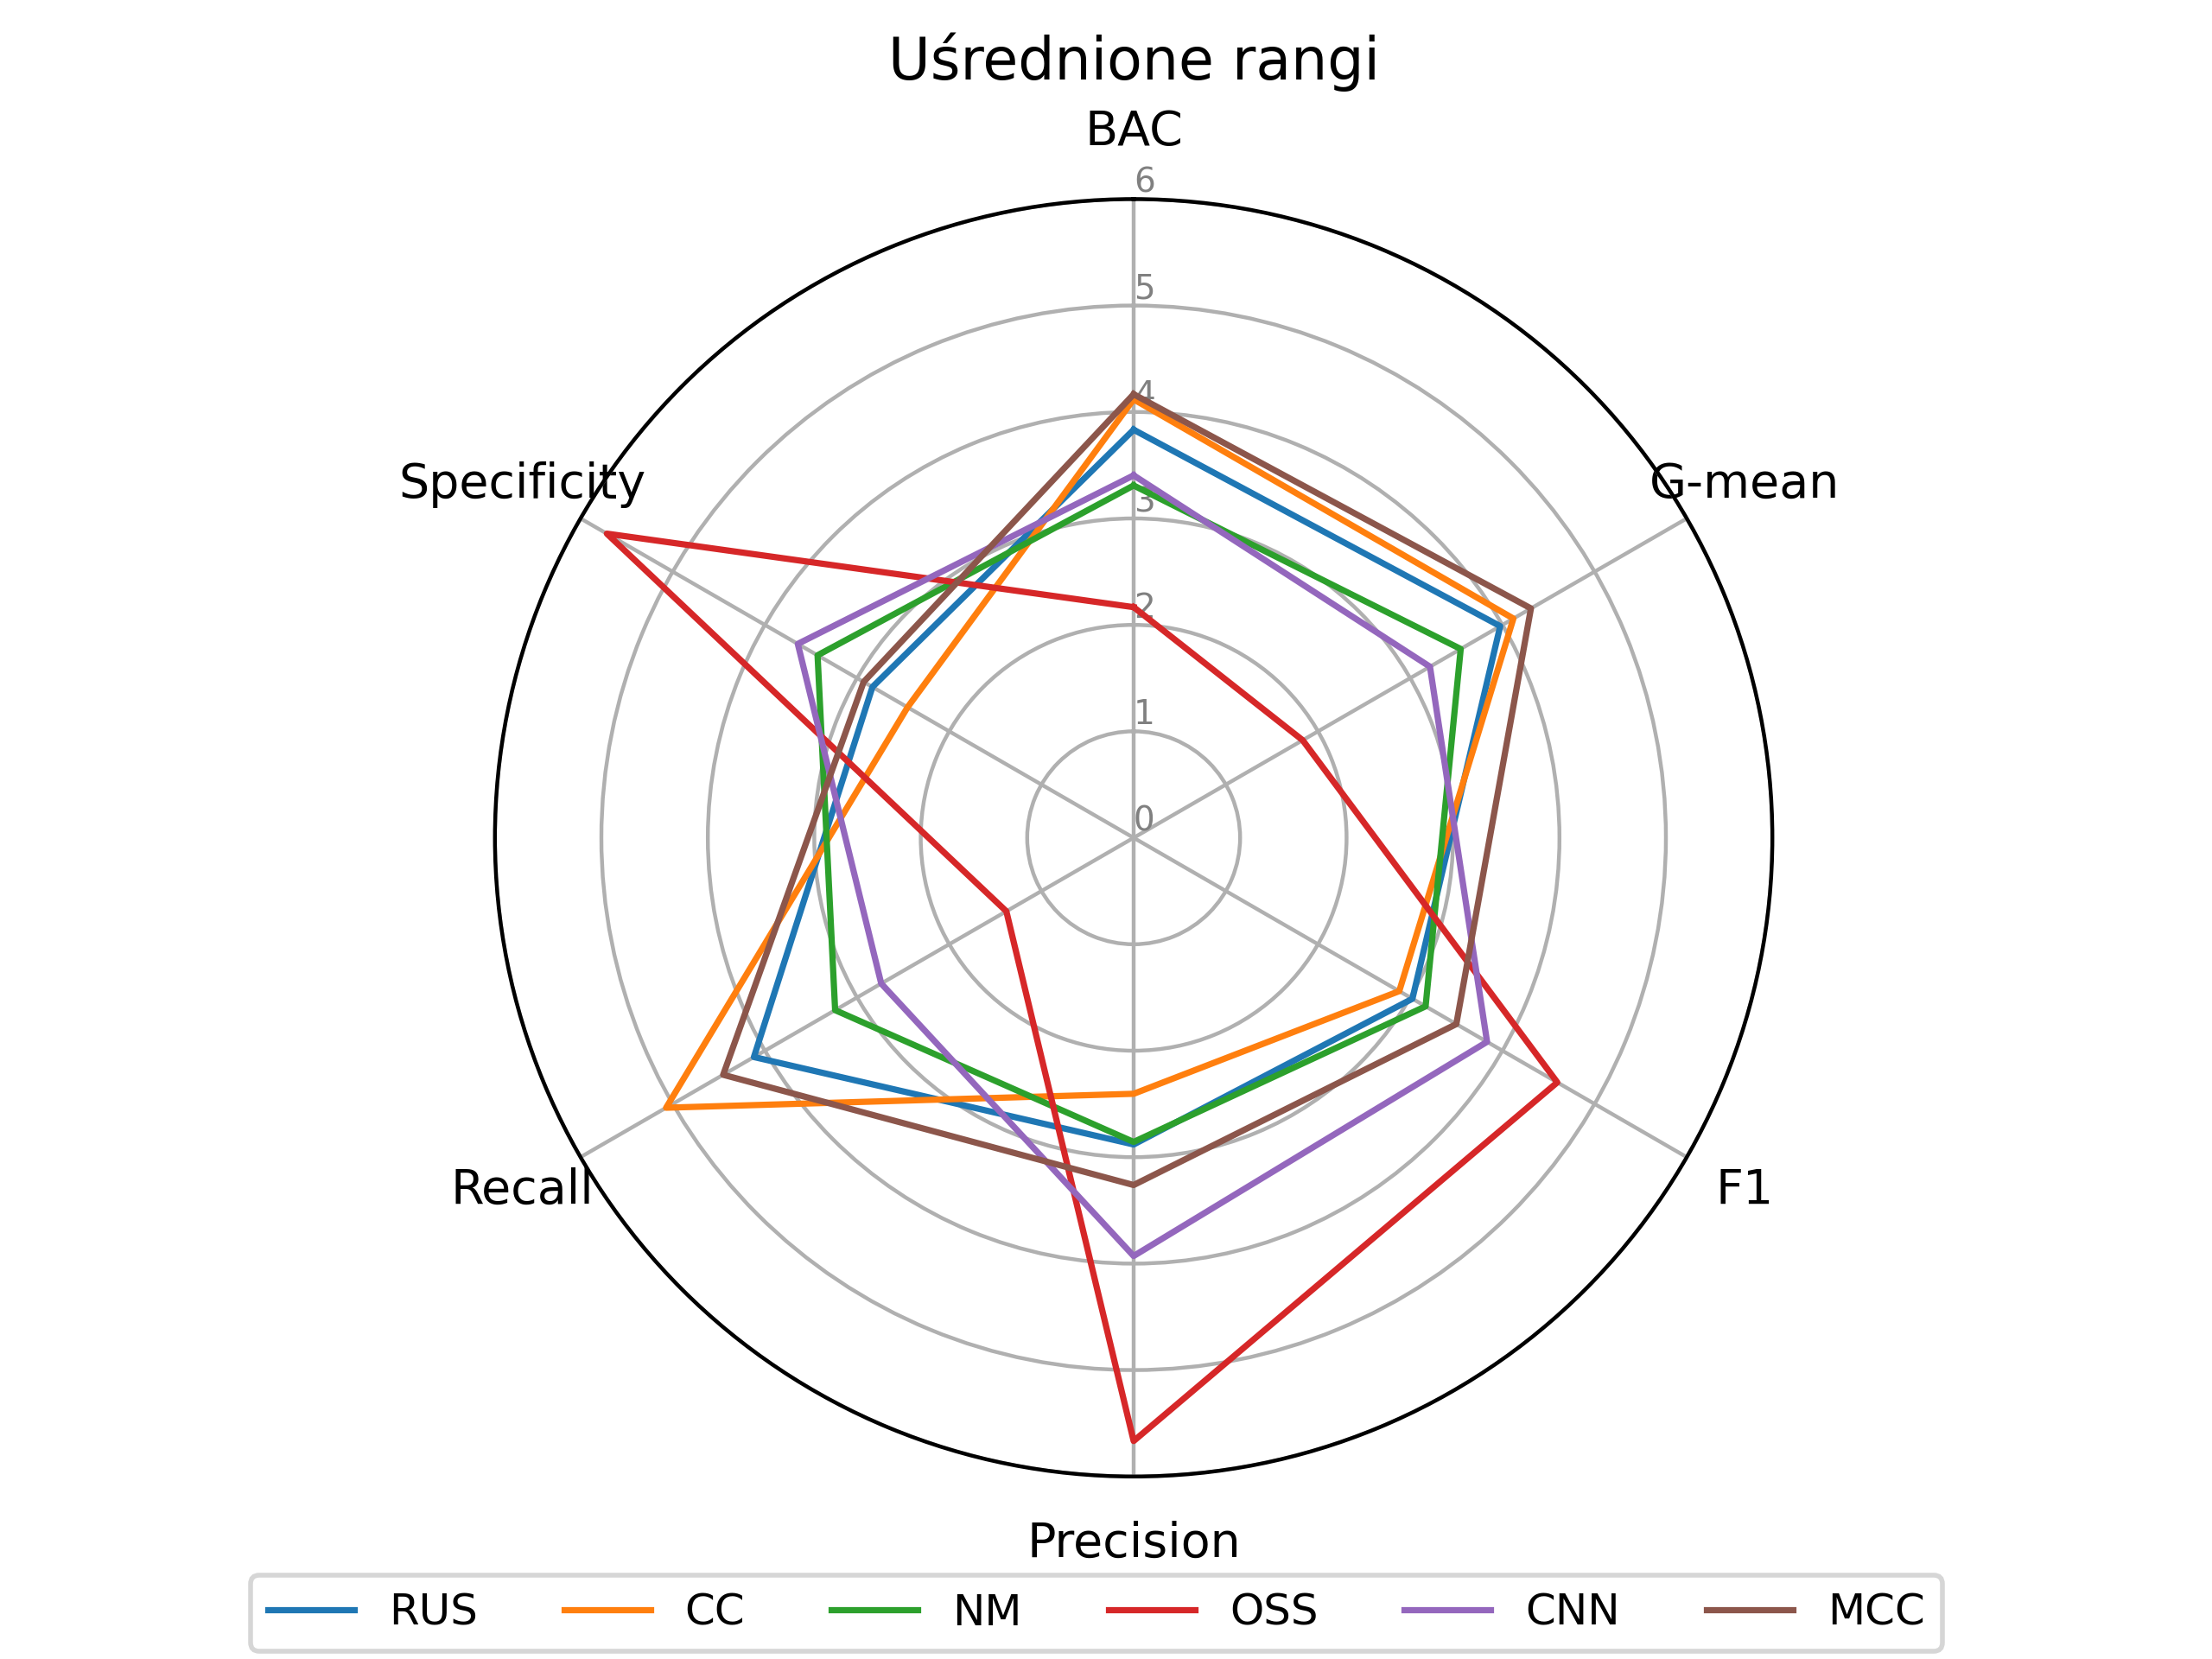 Uśrednione rangi
BAC
6
5
4
3
2
1
0
Specificity
G-mean
Recall
F1
Precision
RUS CC NM OSS CNN MCC